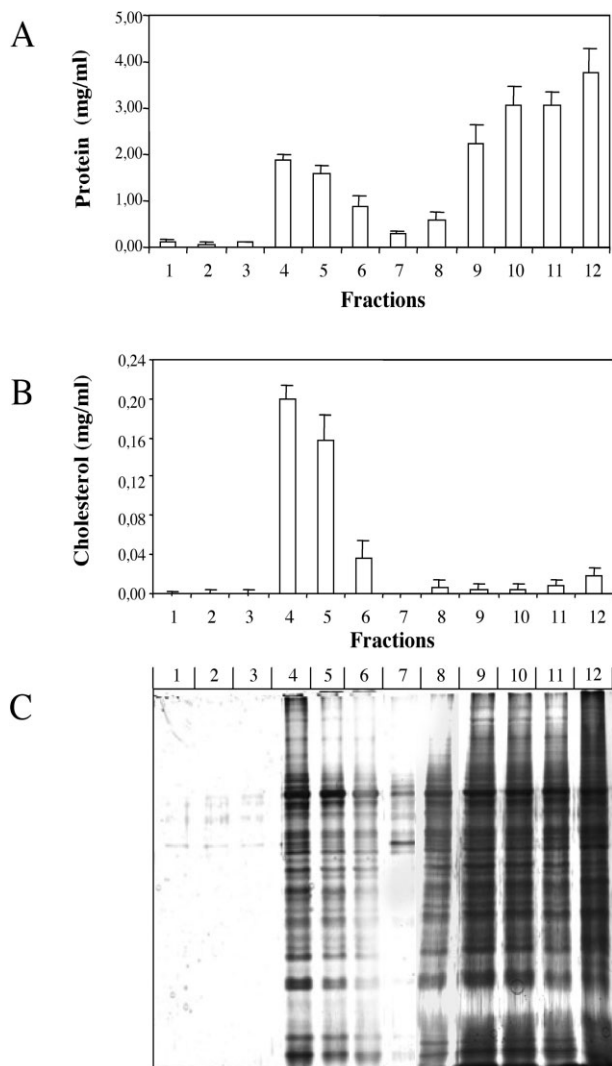 A
Protein (mg/ml)
5,00
4,00
3,00
2,00
1,00
0,00
1 2 3 4 5 6 7 8 9 10 11 12
Fractions
B
Cholesterol (mg/ml)
0,24
0,20
0,16
0,12
0,08
0,04
0,00
1 2 3 4 5 6 7 8 9 10 11 12
Fractions
C
1 2 3 4 5 6 7 8 9 10 11 12